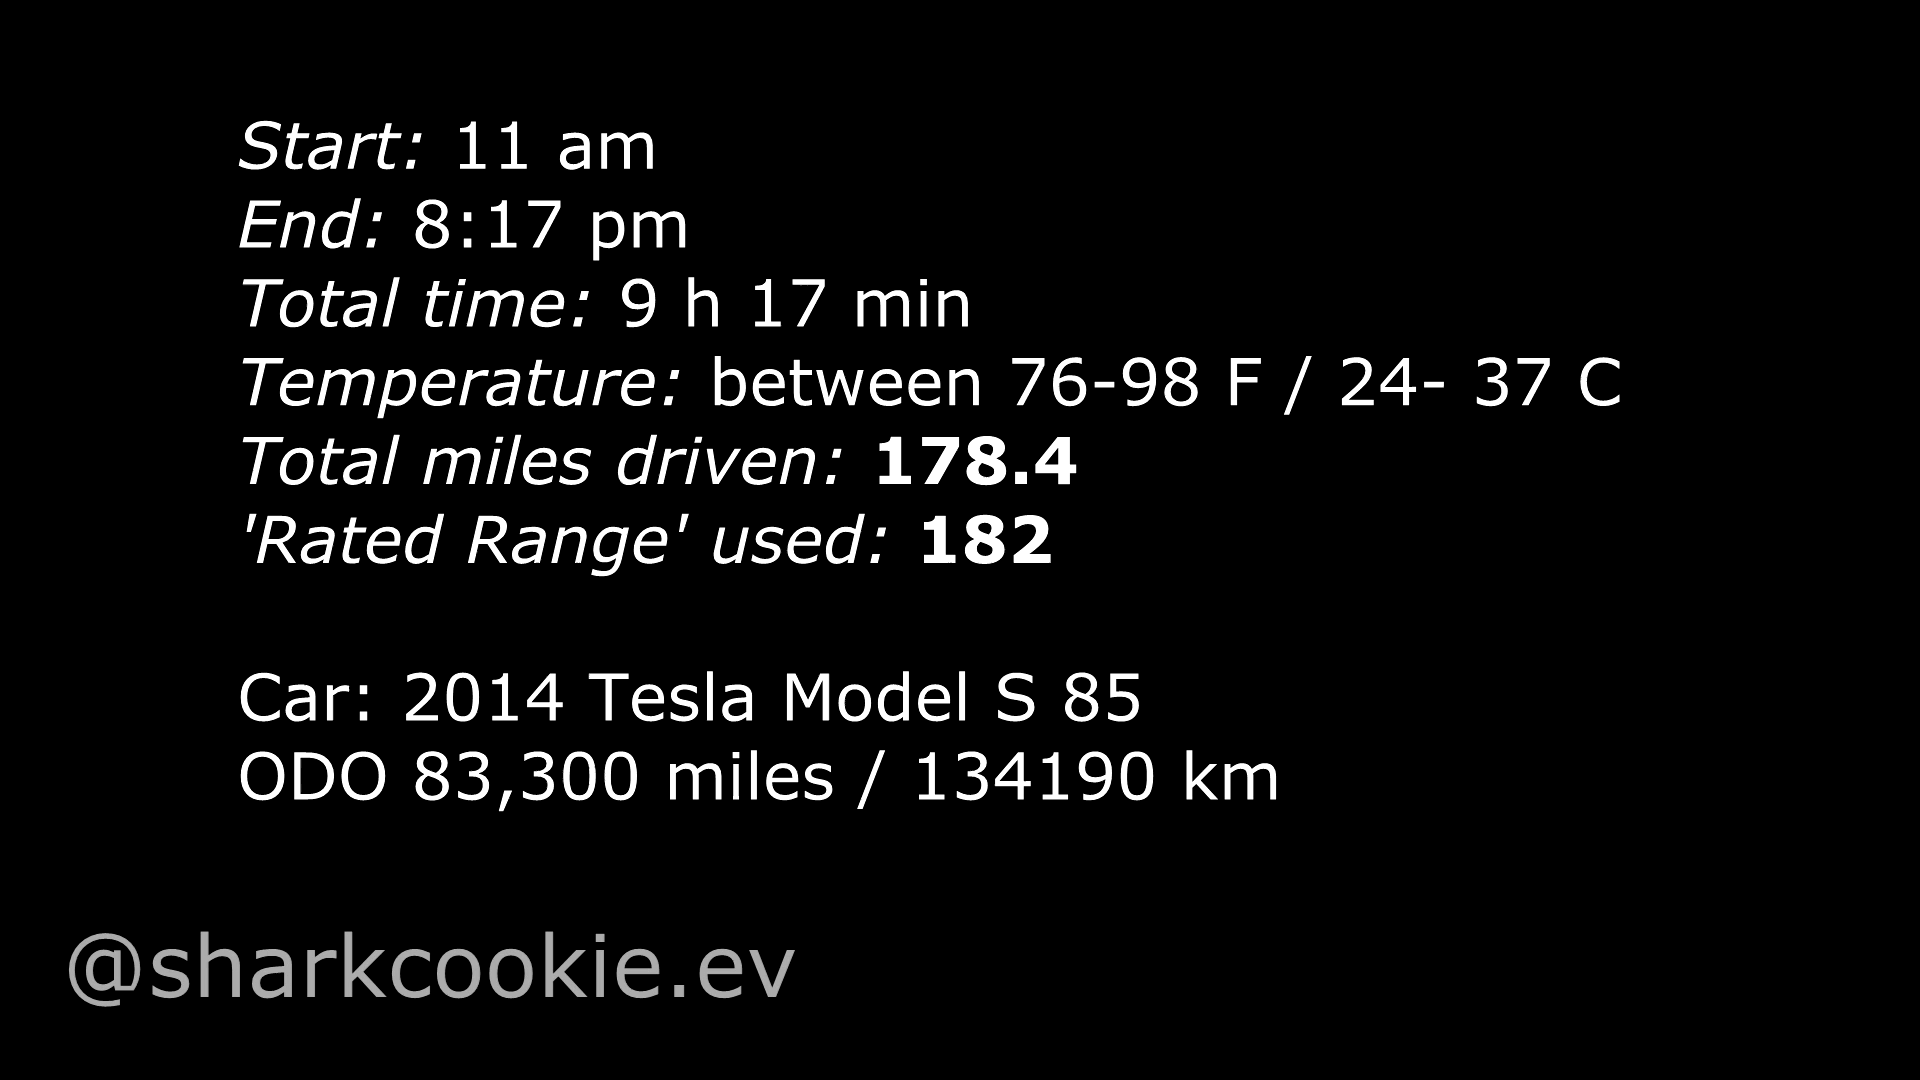 Start: 11 am
End: 8:17 pm
Total time: 9 h 17 min
Temperature: between 76-98 F / 24- 37 C
Total miles driven: 178.4
'Rated Range' used: 182
Car: 2014 Tesla Model S 85
ODO 83,300 miles / 134190 km
@sharkcookie.ev